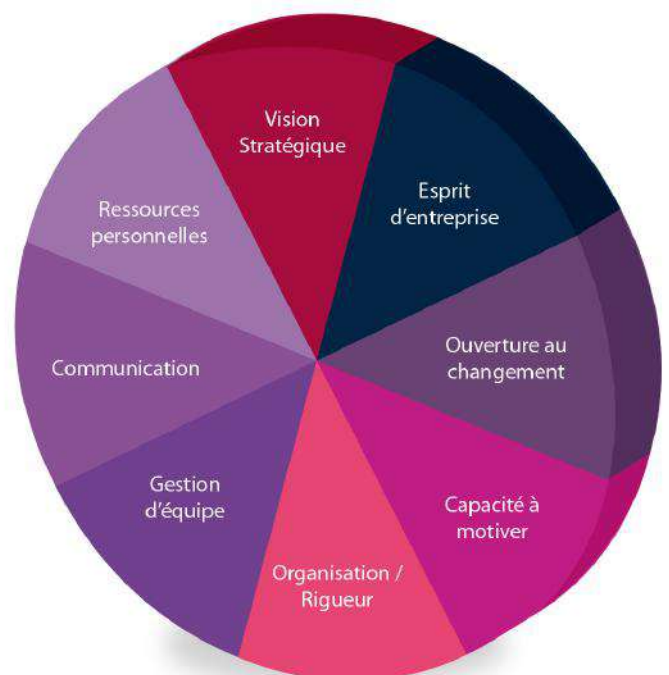 Vision
Stratégique
Esprit
d’entreprise
Ouverture au
changement
Capacité à
motiver
Organisation /
Rigueur
Gestion
d’équipe
Communication
Ressources
personnelles